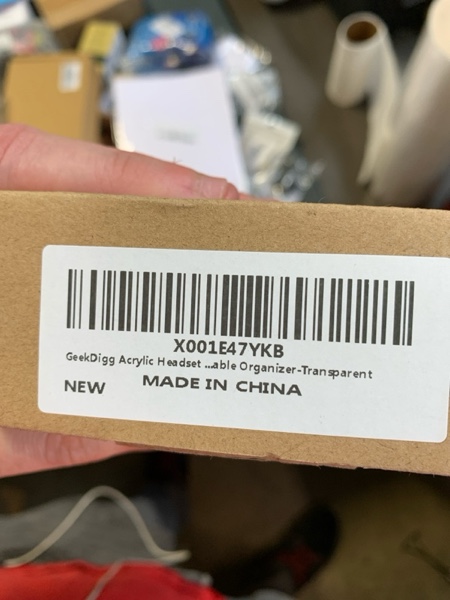 X001E47YKB
GeekDigg Acrylic Headset ...able Organizer-Transparent
NEW MADE IN CHINA